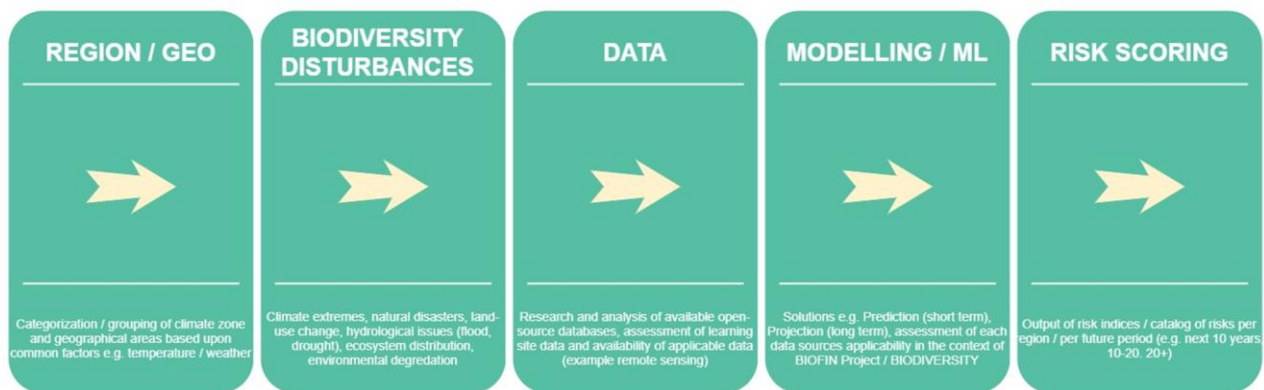 REGION / GEO
Categorization / grouping of climate zone
and geographical areas based upon
common factors e.g. temperature / weather
BIODIVERSITY
DISTURBANCES
Climate extremes, natural disasters, land-
use change, hydrological issues (flood,
drought), ecosystem distribution,
environmental degredation
DATA
Research and analysis of available open-
source databases, assessment of learning
site data and availability of applicable data
(example remote sensing)
MODELLING / ML
Solutions e.g. Prediction (short term),
Projection (long term), assessment of each
data sources applicability in the context of
BIOFIN Project / BIODIVERSITY
RISK SCORING
Output of risk indices / catalog of risks per
region / per future period (e.g. next 10 years,
10-20. 20+)